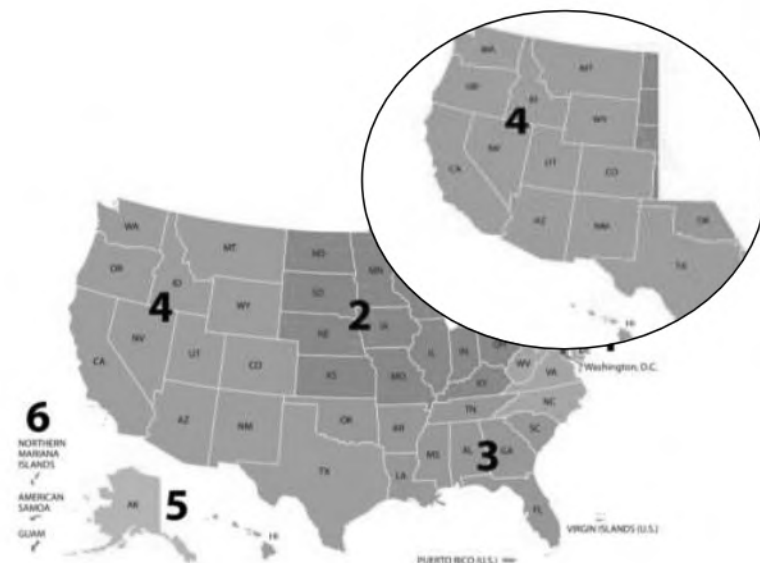 WA
MT
OR
ID
4
WY
NV
CA
UT
CO
AZ
NM
OK
TX
HI
WA
MT
ND
MN
OR
ID
SD
4
WY
2
NE
IA
NV
IL
IN
UT
CO
WV
Washington, D.C.
CA
KS
MO
KY
VA
NC
TN
AZ
NM
OK
AR
SC
6
MS
AL
3
GA
NORTHERN
MARIANA
ISLANDS
TX
LA
AMERICAN
SAMOA
AK
5
FL
GUAM
HI
VIRGIN ISLANDS (U.S.)
PUERTO RICO (U.S.)